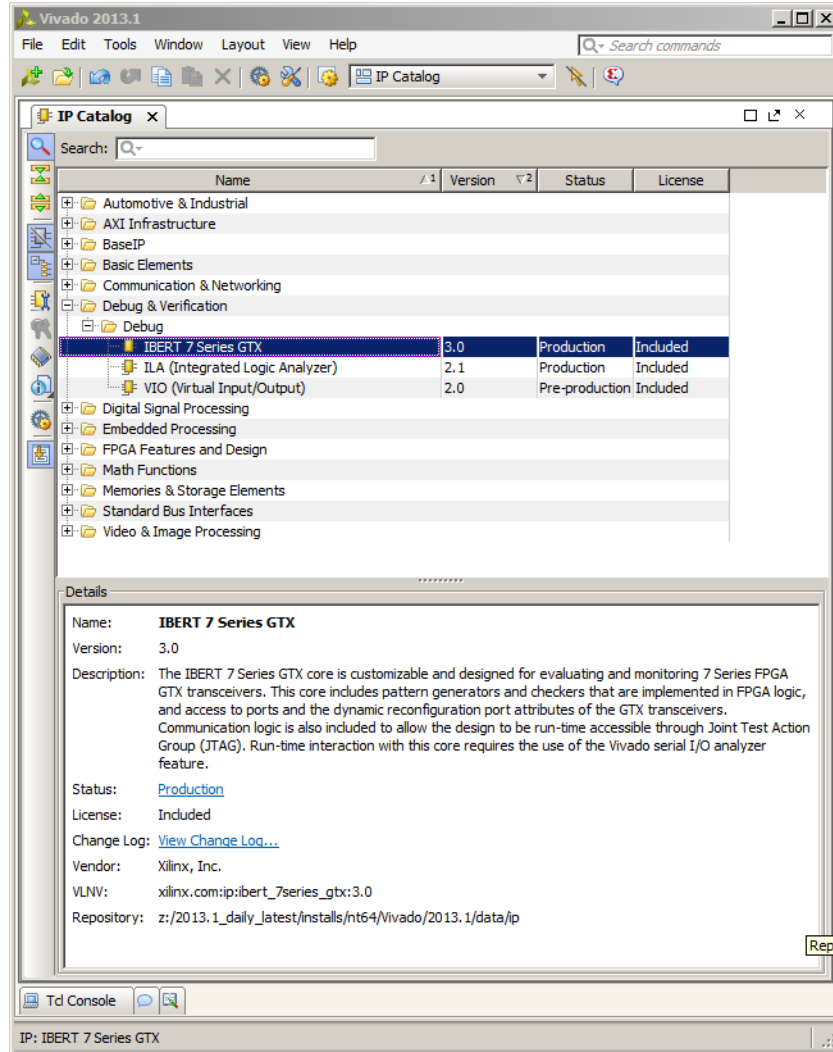 Vivado 2013.1
File Edit Tools Window Layout View Help
Search commands
IP Catalog
IP Catalog
Search:
Name 1 Version 2 Status License
Automotive & Industrial
AXI Infrastructure
BaseIP
Basic Elements
Communication & Networking
Debug & Verification
Debug
IBERT 7 Series GTX 3.0 Production Included
ILA (Integrated Logic Analyzer) 2.1 Production Included
VIO (Virtual Input/Output) 2.0 Pre-production Included
Digital Signal Processing
Embedded Processing
FPGA Features and Design
Math Functions
Memories & Storage Elements
Standard Bus Interfaces
Video & Image Processing
Details
Name: IBERT 7 Series GTX
Version: 3.0
Description: The IBERT 7 Series GTX core is customizable and designed for evaluating and monitoring 7 Series FPGA
GTX transceivers. This core includes pattern generators and checkers that are implemented in FPGA logic,
and access to ports and the dynamic reconfiguration port attributes of the GTX transceivers.
Communication logic is also included to allow the design to be run-time accessible through Joint Test Action
Group (JTAG). Run-time interaction with this core requires the use of the Vivado serial I/O analyzer
feature.
Status: Production
License: Included
Change Log: View Change Log...
Vendor: Xilinx, Inc.
VLNV: xilinx.com:ip:ibert_7series_gtx:3.0
Repository: z:/2013.1_daily_latest/installs/nt64/Vivado/2013.1/data/ip
Rep
Tcl Console
IP: IBERT 7 Series GTX